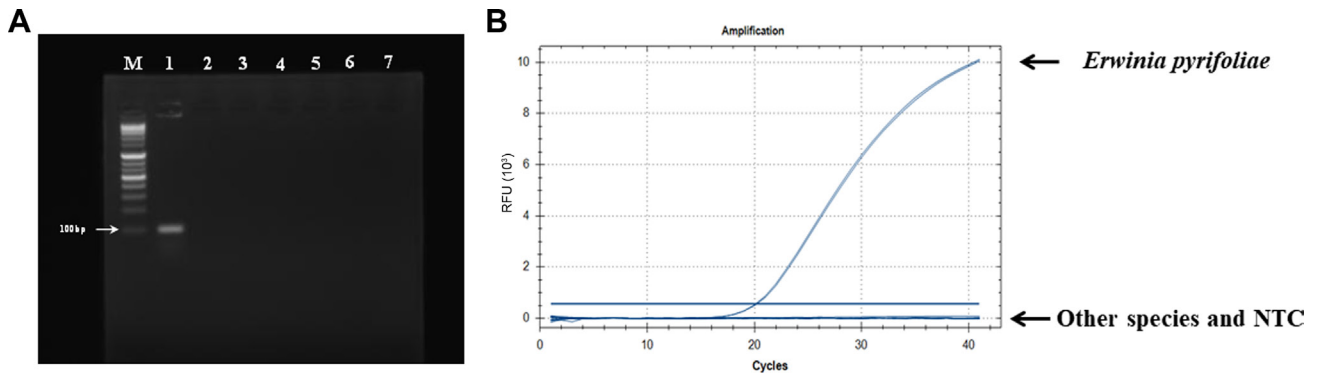 A
M 1 2 3 4 5 6 7
100bp
B
Amplification
RFU (10³)
10
8
6
4
2
0
0 10 20 30 40
Cycles
Erwinia pyrifoliae
Other species and NTC